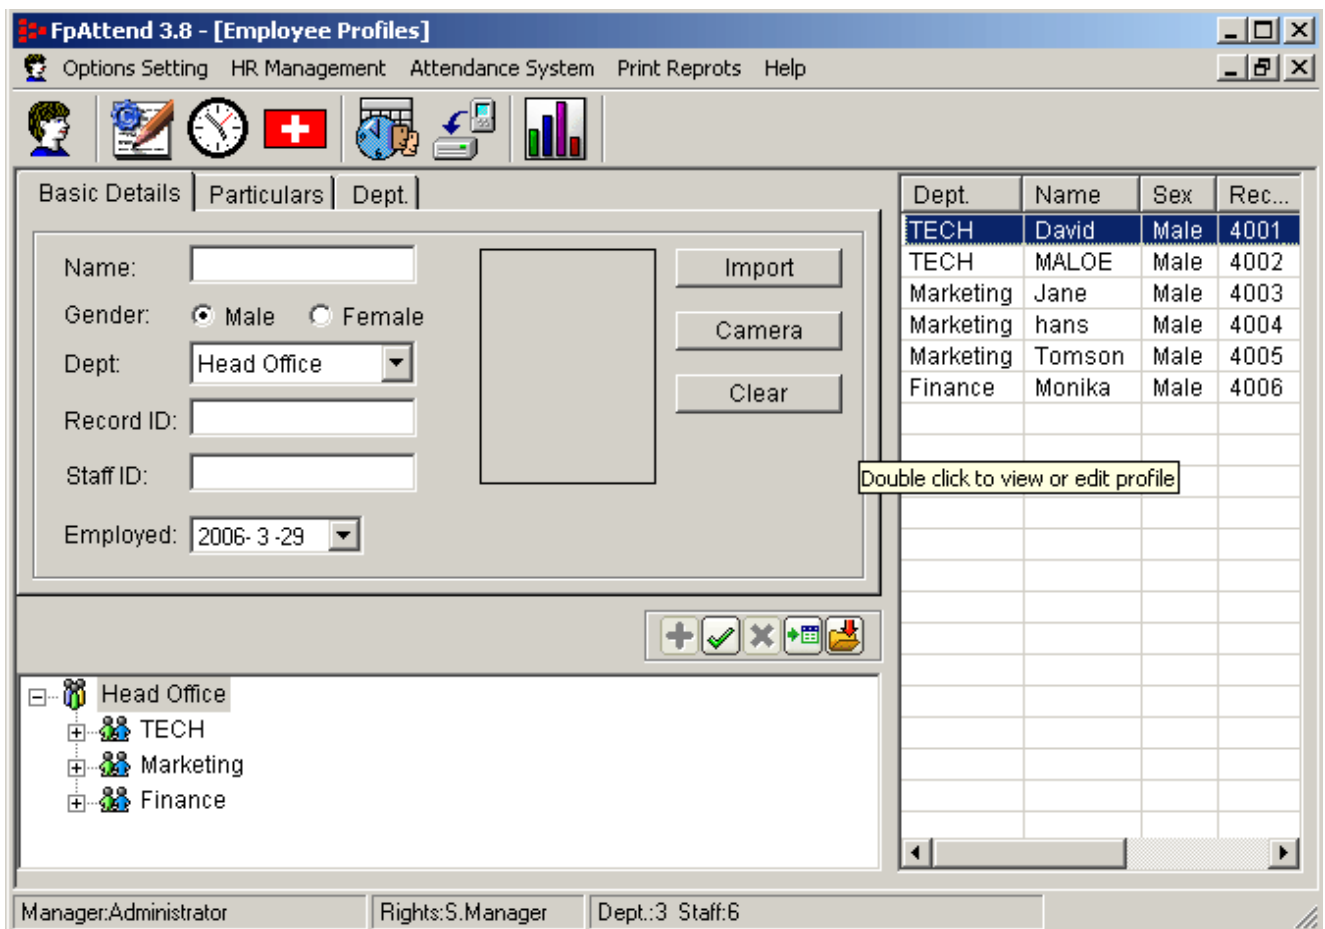 FpAttend 3.8 - [Employee Profiles]
Options Setting HR Management Attendance System Print Reprots Help
Basic Details Particulars Dept.
Name:
Gender: Male Female
Dept: Head Office
Record ID:
Staff ID:
Employed: 2006- 3 -29
Import
Camera
Clear
Dept. Name Sex Rec...
TECH David Male 4001
TECH MALOE Male 4002
Marketing Jane Male 4003
Marketing hans Male 4004
Marketing Tomson Male 4005
Finance Monika Male 4006
Double click to view or edit profile
Head Office
TECH
Marketing
Finance
Manager:Administrator Rights:S.Manager Dept.:3 Staff:6